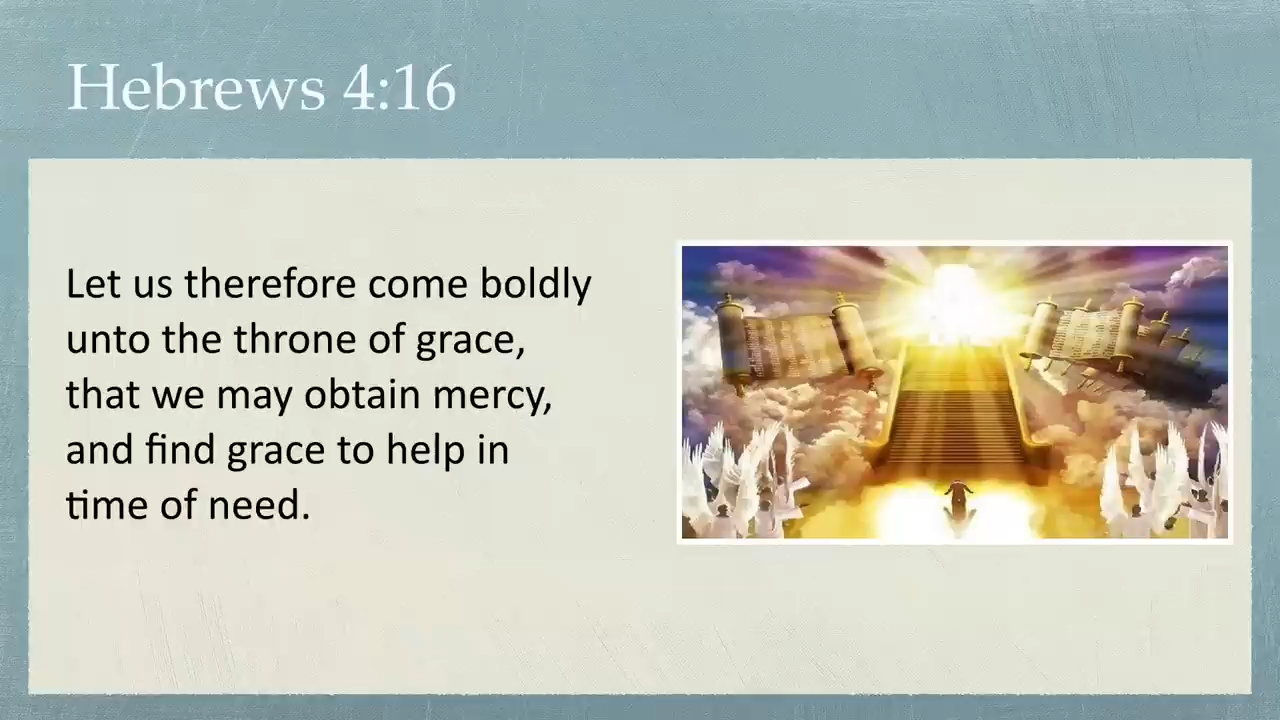 Hebrews 4:16
Let us therefore come boldly
unto the throne of grace,
that we may obtain mercy,
and find grace to help in
time of need.